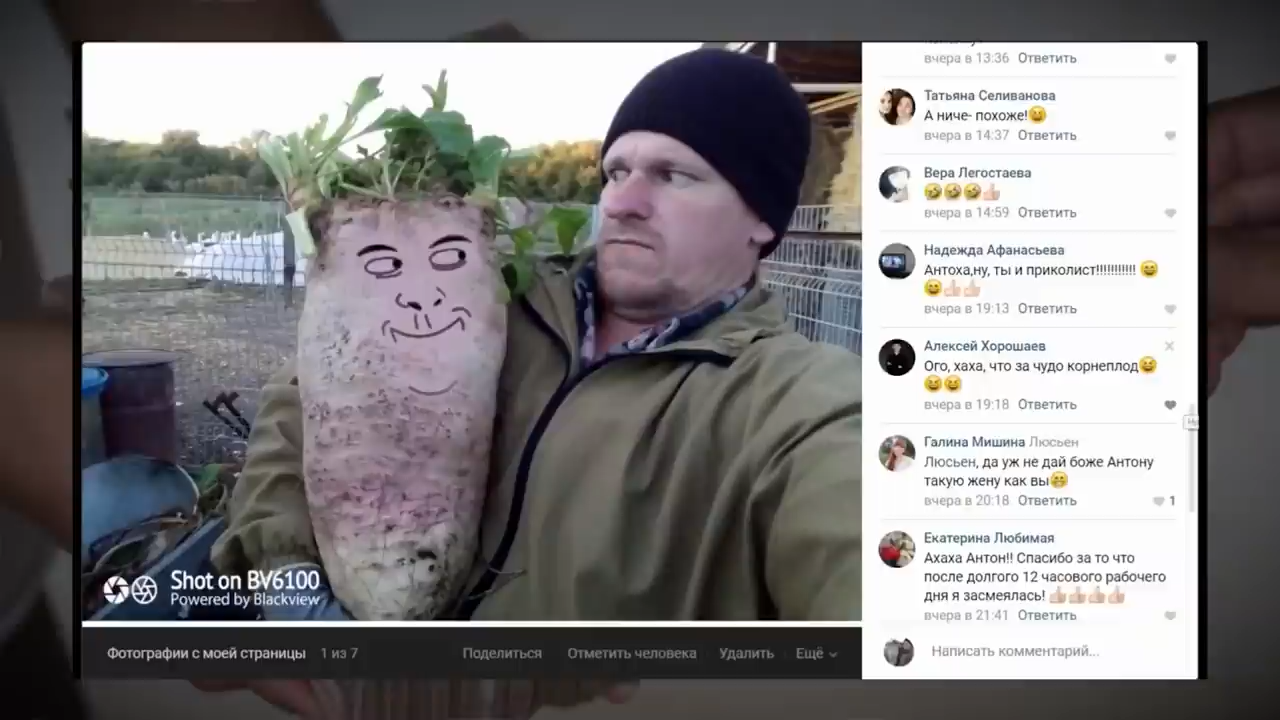 Shot on BV6100
Powered by Blackview
Фотографии с моей страницы 1 из 7
Поделиться
Отметить человека
Удалить
Ещё
вчера в 13:36 Ответить
Татьяна Селиванова
А ниче- похоже!
вчера в 14:37 Ответить
Вера Легостаева
вчера в 14:59 Ответить
Надежда Афанасьева
Антоха,ну, ты и приколист!!!!!!!!!!!
вчера в 19:13 Ответить
Алексей Хорошаев
Ого, хаха, что за чудо корнеплод
вчера в 19:18 Ответить
Галина Мишина Люсьен
Люсьен, да уж не дай боже Антону
такую жену как вы
вчера в 20:18 Ответить 1
Екатерина Любимая
Ахаха Антон!! Спасибо за то что
после долгого 12 часового рабочего
дня я засмеялась!
вчера в 21:41 Ответить
Написать комментарий...